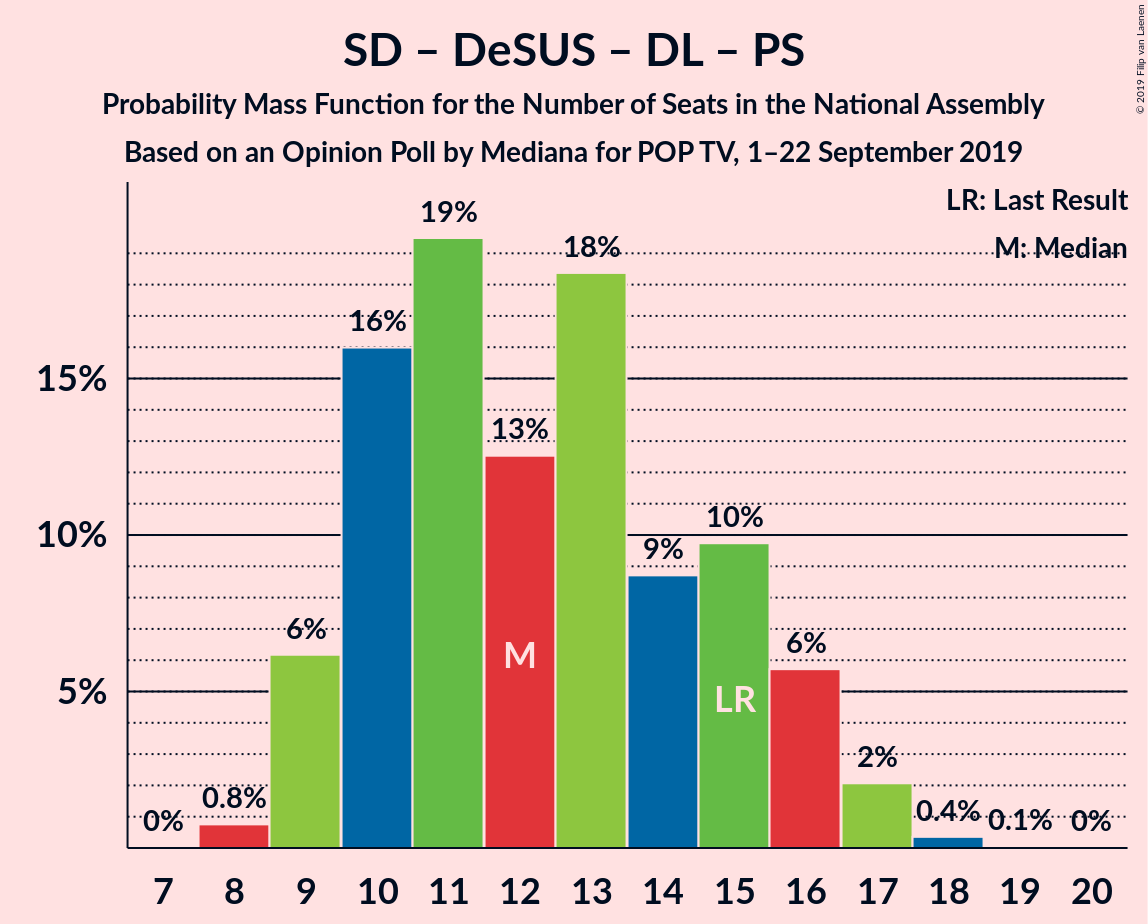 SD – DeSUS – DL – PS
Probability Mass Function for the Number of Seats in the National Assembly
Based on an Opinion Poll by Mediana for POP TV, 1–22 September 2019
© 2019 Filip van Laenen
LR: Last Result
M: Median
19%
18%
16%
15%
13%
10%
10%
9%
6%
6%
M
5%
LR
2%
0.8%
0.4%
0%
0.1%
0%
7 8 9 10 11 12 13 14 15 16 17 18 19 20